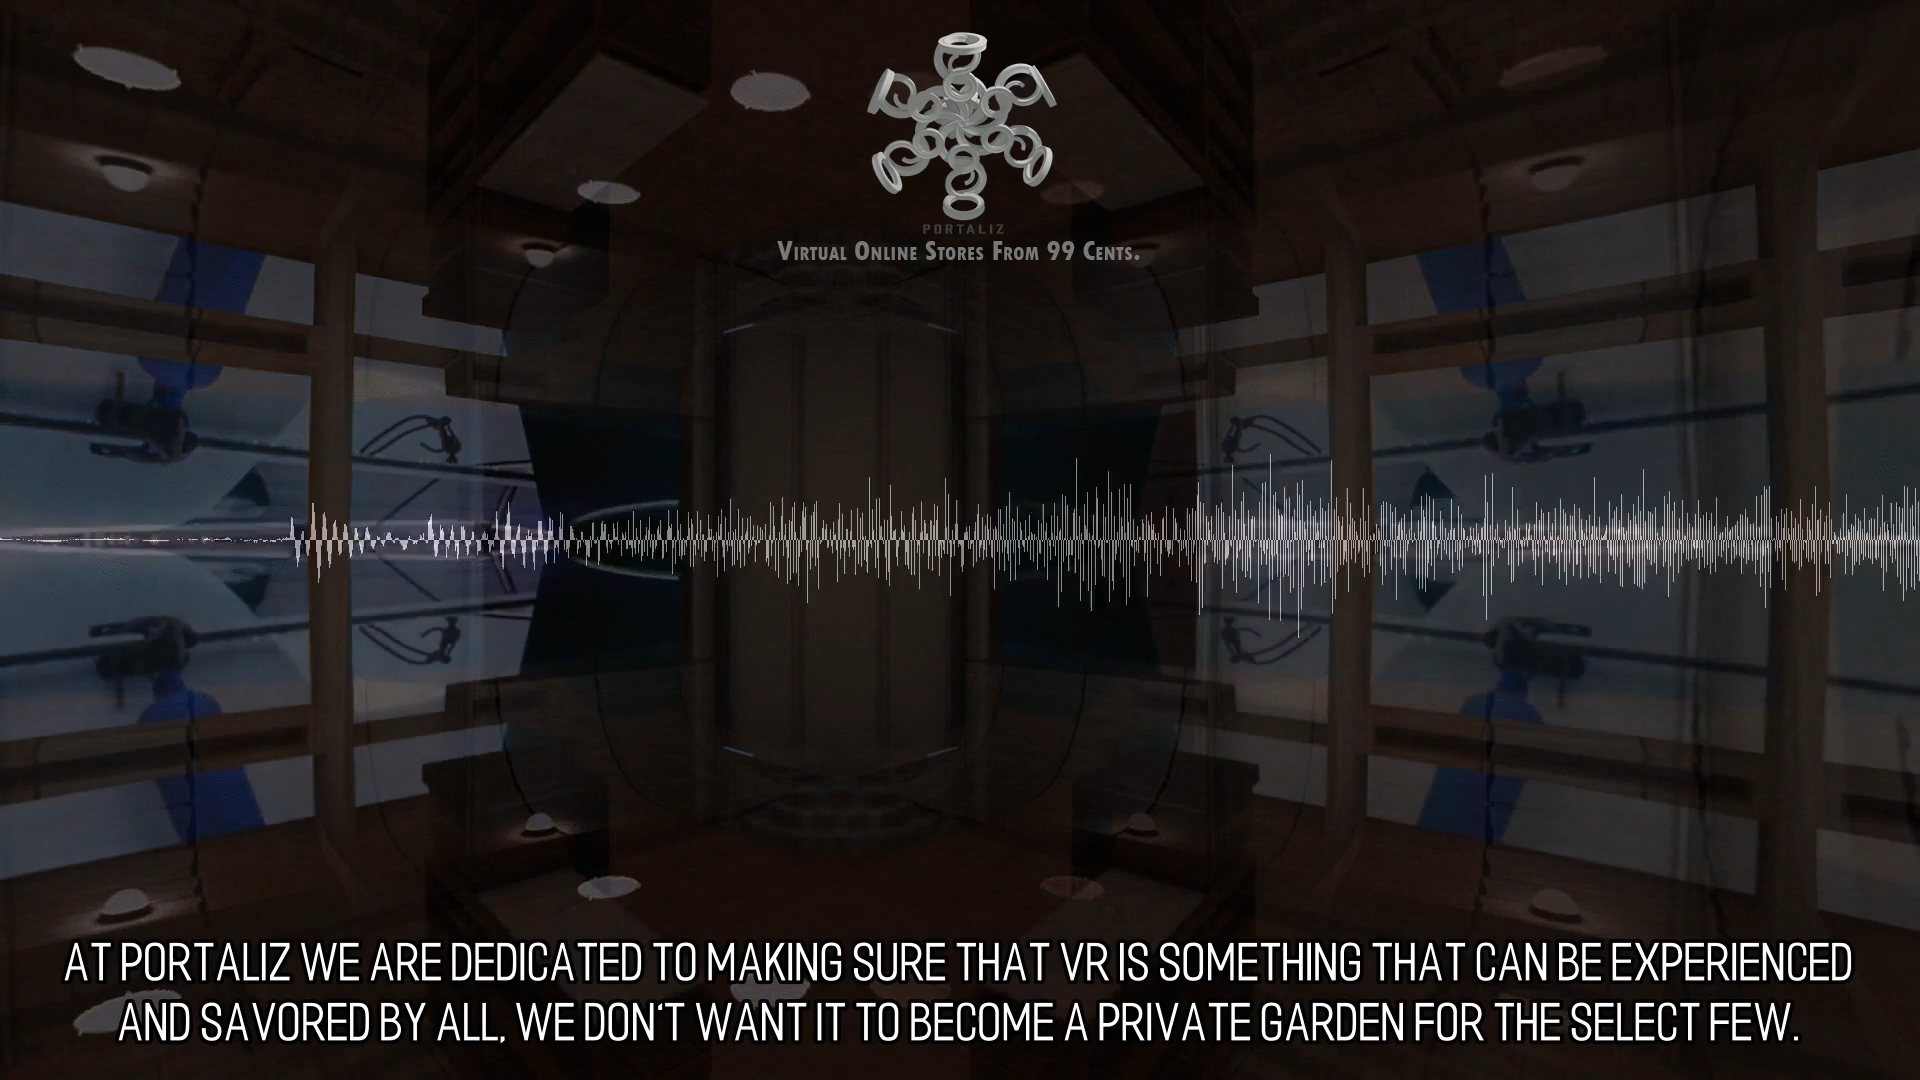 PORTALIZ
VIRTUAL ONLINE STORES FROM 99 CENTS.
AT PORTALIZ WE ARE DEDICATED TO MAKING SURE THAT VR IS SOMETHING THAT CAN BE EXPERIENCED
AND SAVORED BY ALL, WE DON'T WANT IT TO BECOME A PRIVATE GARDEN FOR THE SELECT FEW.